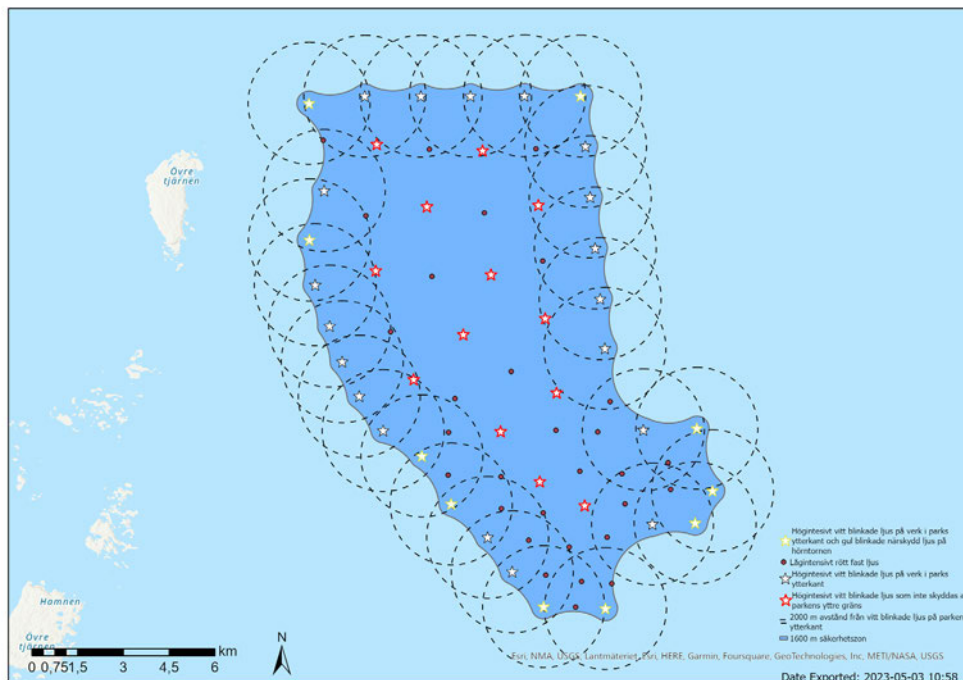 Övre
tjärnen
Hamnen
Övre
tjärnen
0 0,751,5 3 4,5 6 km
N
Högintesivt vitt blinkade ljus på verk i parks
ytterkant och gul blinkade närskydd ljus på
hörntornen
Lågintensivt rött fast ljus
Högintesivt vitt blinkade ljus på verk i parks
ytterkant
Högintesivt vitt blinkade ljus som inte skyddas a
parkens yttre gräns
2000 m avstånd från vitt blinkade ljus på parken
ytterkant
1600 m säkerhetszon
Esri, NMA, USGS, Lantmäteriet, Esri, HERE, Garmin, Foursquare, GeoTechnologies, Inc, METI/NASA, USGS
Date Exported: 2023-05-03 10:58